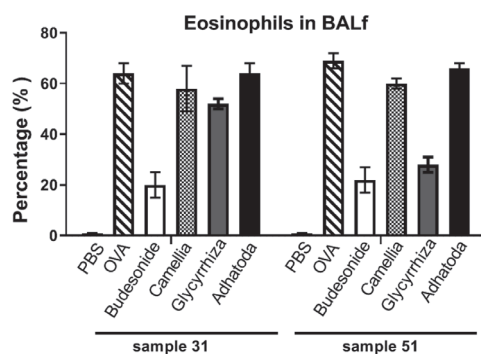 Eosinophils in BALf
Percentage (% )
80
60
40
20
0
PBS
OVA
Budesonide
Camellia
Glycyrrhiza
Adhatoda
PBS
OVA
Budesonide
Camellia
Glycyrrhiza
Adhatoda
sample 31
sample 51